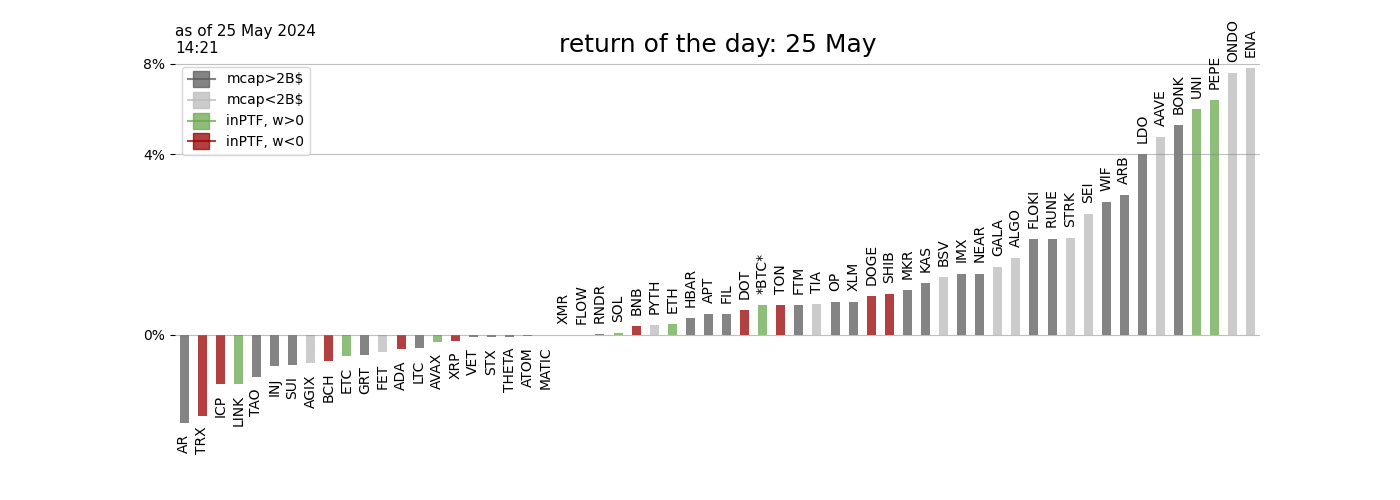 as of 25 May 2024
14:21
return of the day: 25 May
8%
4%
0%
mcap>2B$
mcap<2B$
inPTF, w>0
inPTF, w<0
AR
TRX
ICP
LINK
TAO
INJ
SUI
AGIX
BCH
ETC
GRT
FET
ADA
LTC
AVAX
XRP
VET
STX
THETA
ATOM
MATIC
XMR
FLOW
RNDR
SOL
BNB
PYTH
ETH
HBAR
APT
FIL
DOT
*BTC*
TON
FTM
TIA
OP
XLM
DOGE
SHIB
MKR
KAS
BSV
IMX
NEAR
GALA
ALGO
FLOKI
RUNE
STRK
SEI
WIF
ARB
LDO
AAVE
BONK
UNI
PEPE
ONDO
ENA